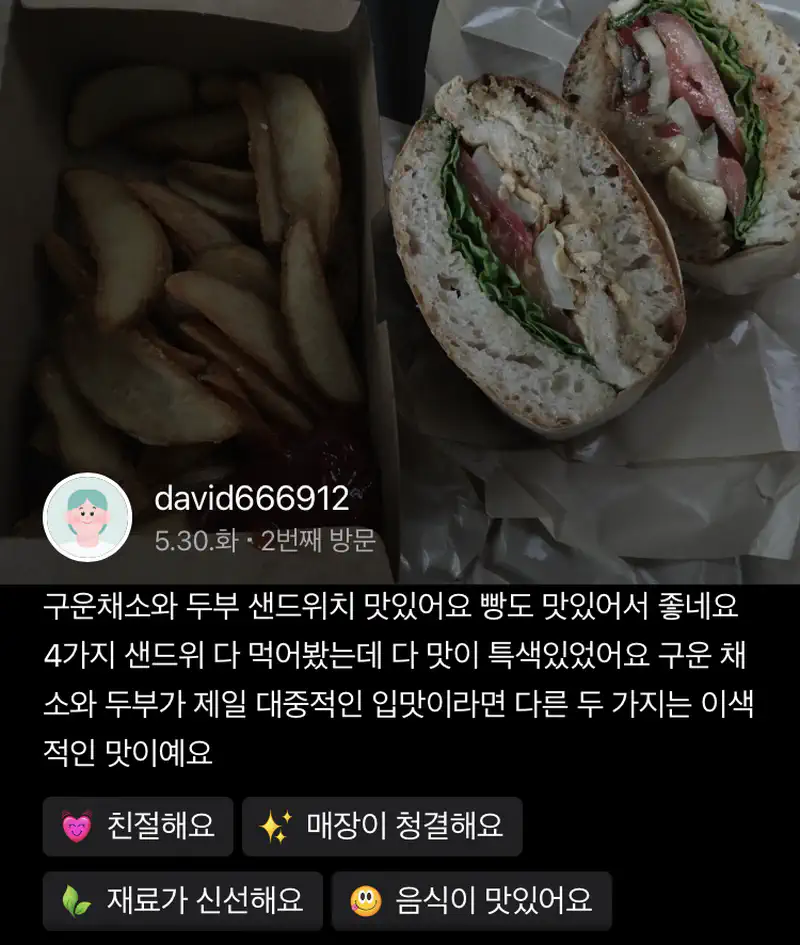 david666912
5.30.화 · 2번째 방문
구운채소와 두부 샌드위치 맛있어요 빵도 맛있어서 좋네요
4가지 샌드위 다 먹어봤는데 다 맛이 특색있었어요 구운 채
소와 두부가 제일 대중적인 입맛이라면 다른 두 가지는 이색
적인 맛이예요
친절해요 매장이 청결해요
재료가 신선해요 음식이 맛있어요